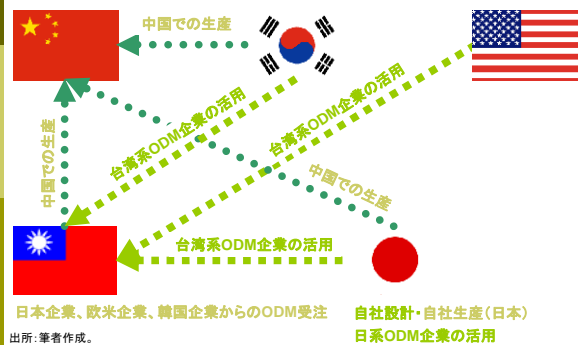 中国での生産
台湾系ODM企業の活用
台湾系ODM企業の活用
中国での生産
中国での生産
台湾系ODM企業の活用
日本企業、欧米企業、韓国企業からのODM受注
自社設計・自社生産(日本)
日系ODM企業の活用
出所:筆者作成。